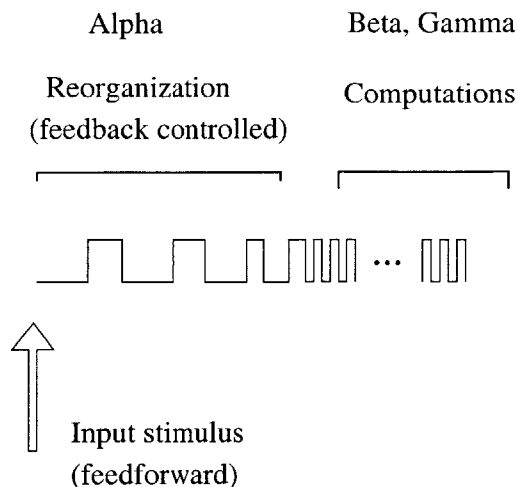 Alpha
Beta, Gamma
Reorganization
(feedback controlled)
Computations
...
Input stimulus
(feedforward)